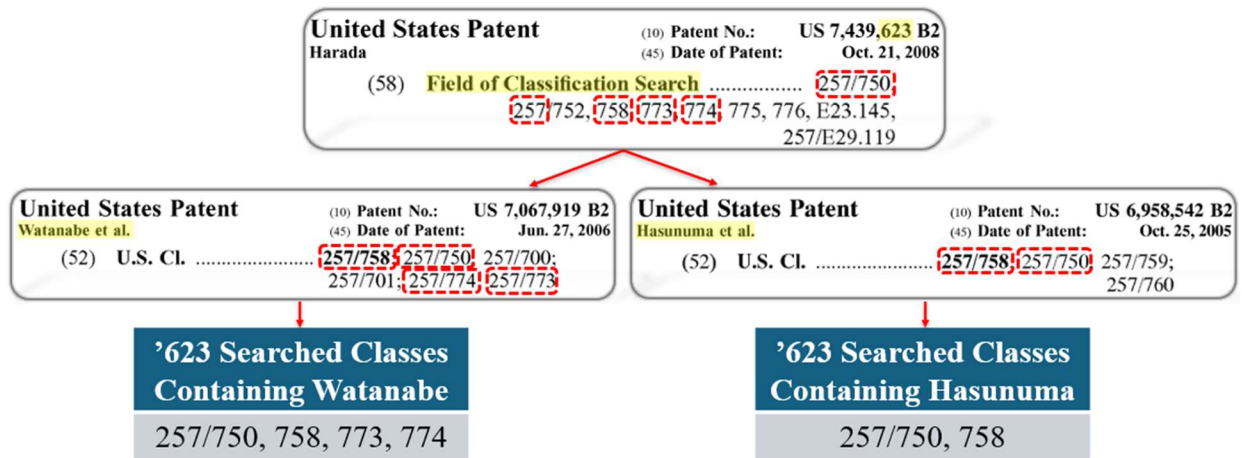 United States Patent (10) Patent No.: US 7,439,623 B2
Harada (45) Date of Patent: Oct. 21, 2008
(58) Field of Classification Search .................. 257/750,
257/752, 758, 773, 774, 775, 776, E23.145,
257/E29.119
United States Patent (10) Patent No.: US 7,067,919 B2
Watanabe et al. (45) Date of Patent: Jun. 27, 2006
(52) U.S. Cl. ...................... 257/758; 257/750; 257/700;
257/701; 257/774; 257/773
United States Patent (10) Patent No.: US 6,958,542 B2
Hasunuma et al. (45) Date of Patent: Oct. 25, 2005
(52) U.S. Cl. ...................... 257/758; 257/750; 257/759;
257/760
’623 Searched Classes
Containing Watanabe
257/750, 758, 773, 774
’623 Searched Classes
Containing Hasunuma
257/750, 758